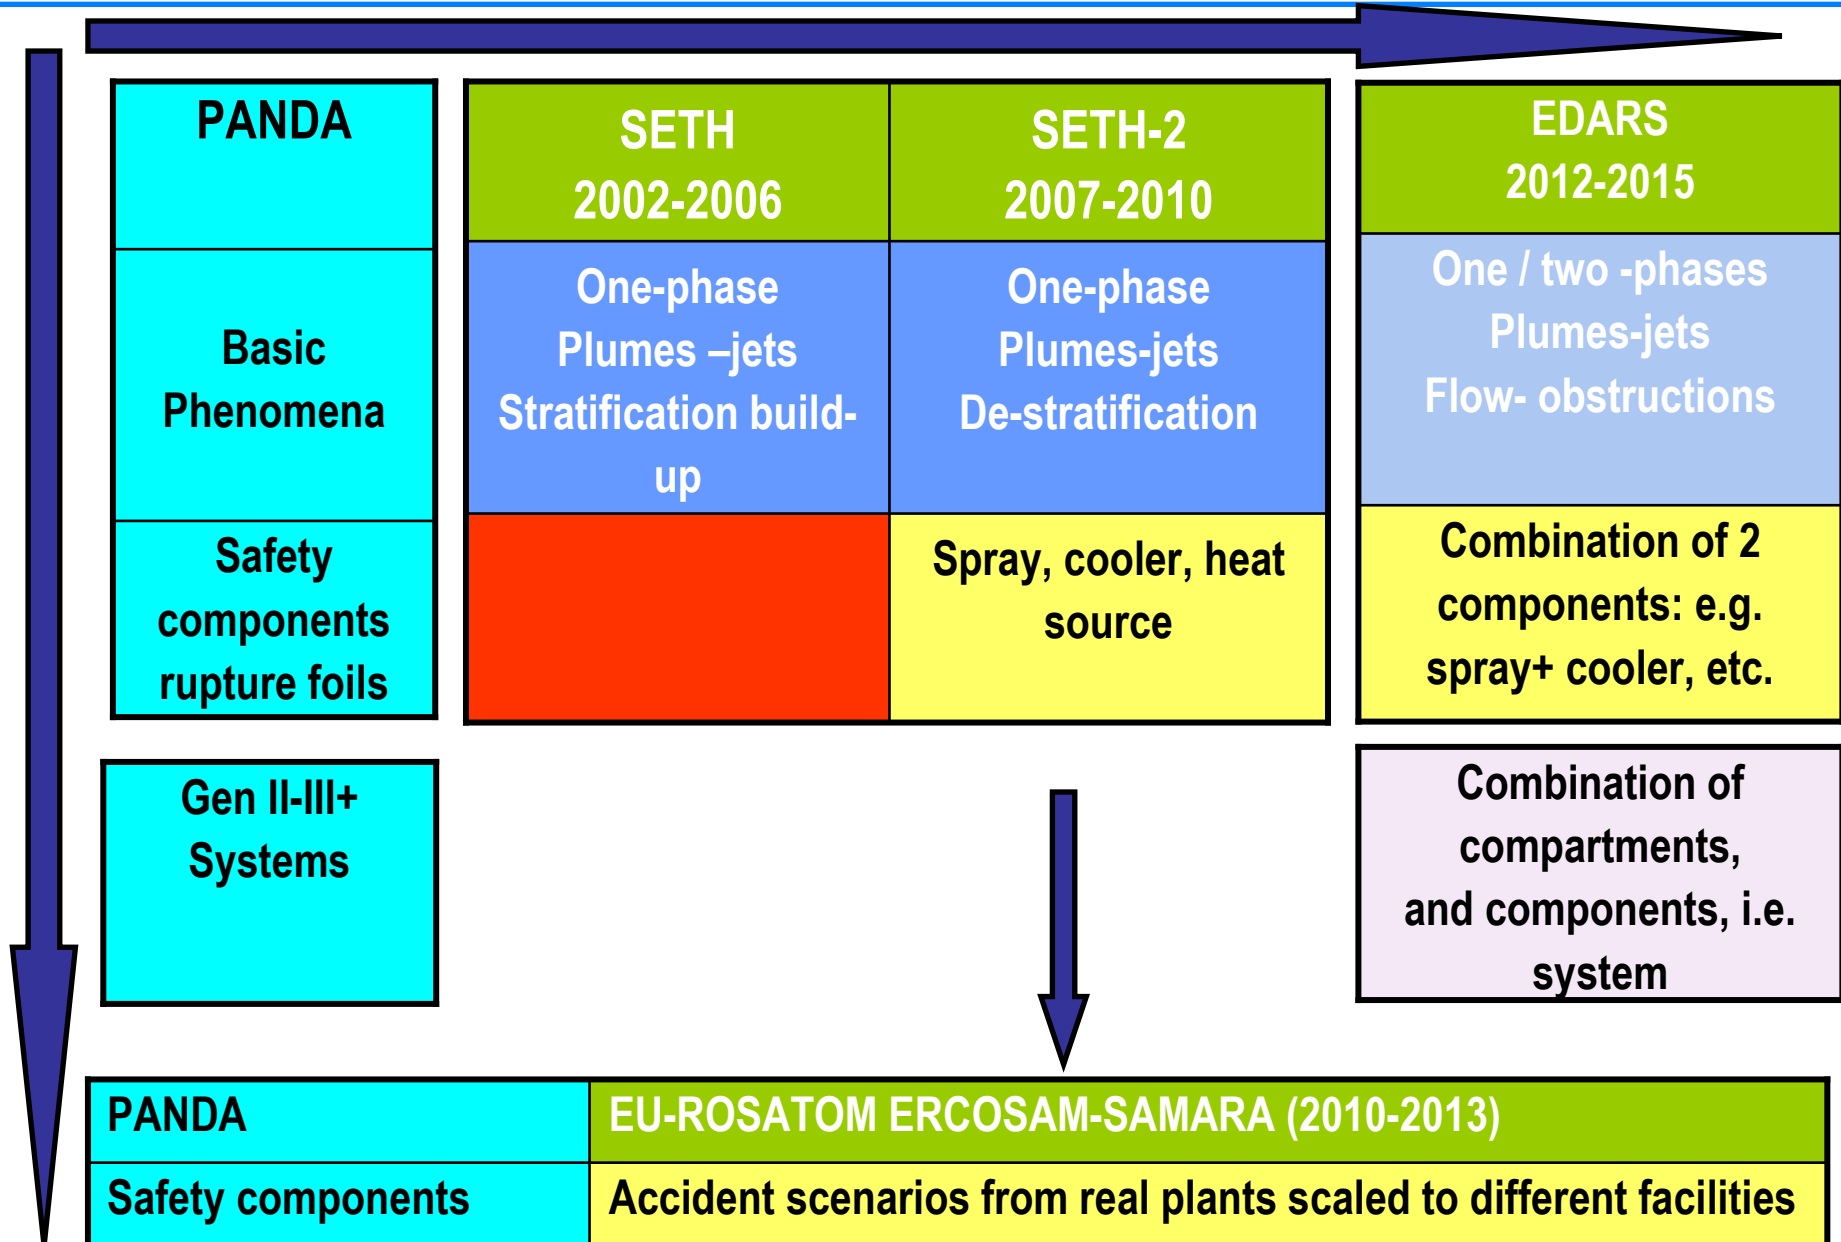 PANDA
SETH
2002-2006
SETH-2
2007-2010
EDARS
2012-2015
Basic
Phenomena
One-phase
Plumes –jets
Stratification build-
up
One-phase
Plumes-jets
De-stratification
One / two -phases
Plumes-jets
Flow- obstructions
Safety
components
rupture foils
Spray, cooler, heat
source
Combination of 2
components: e.g.
spray+ cooler, etc.
Gen II-III+
Systems
Combination of
compartments,
and components, i.e.
system
PANDA
EU-ROSATOM ERCOSAM-SAMARA (2010-2013)
Safety components
Accident scenarios from real plants scaled to different facilities